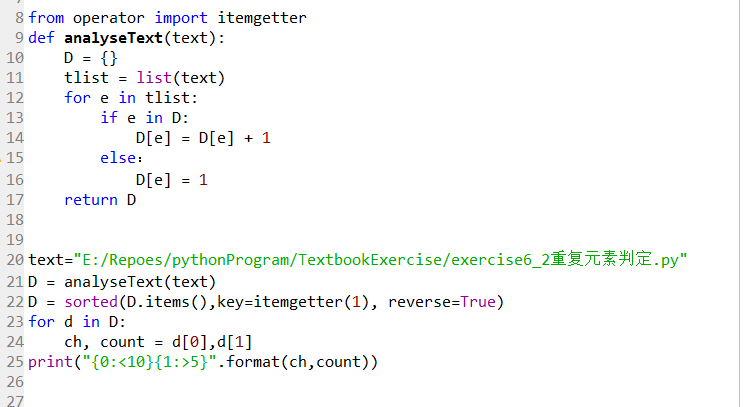 8 from operator import itemgetter
9 def analyseText(text):
10     D = {}
11     tlist = list(text)
12     for e in tlist:
13         if e in D:
14             D[e] = D[e] + 1
15         else：
16             D[e] = 1
17     return D
18
19
20 text="E:/Repoes/pythonProgram/TextbookExercise/exercise6_2重复元素判定.py"
21 D = analyseText(text)
22 D = sorted(D.items(),key=itemgetter(1), reverse=True)
23 for d in D:
24     ch, count = d[0],d[1]
25 print("{0:<10}{1:>5}".format(ch,count))
26
27